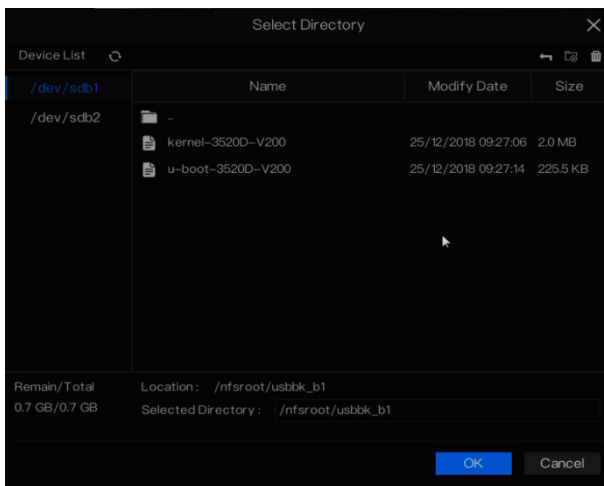 Select Directory
Device List
/dev/sdb1
/dev/sdb2
Name Modify Date Size
..
kernel-3520D-V200 25/12/2018 09:27:06 2.0 MB
u-boot-3520D-V200 25/12/2018 09:27:14 225.5 KB
Remain/Total
0.7 GB/0.7 GB
Location : /nfsroot/usbbk_b1
Selected Directory : /nfsroot/usbbk_b1
OK Cancel